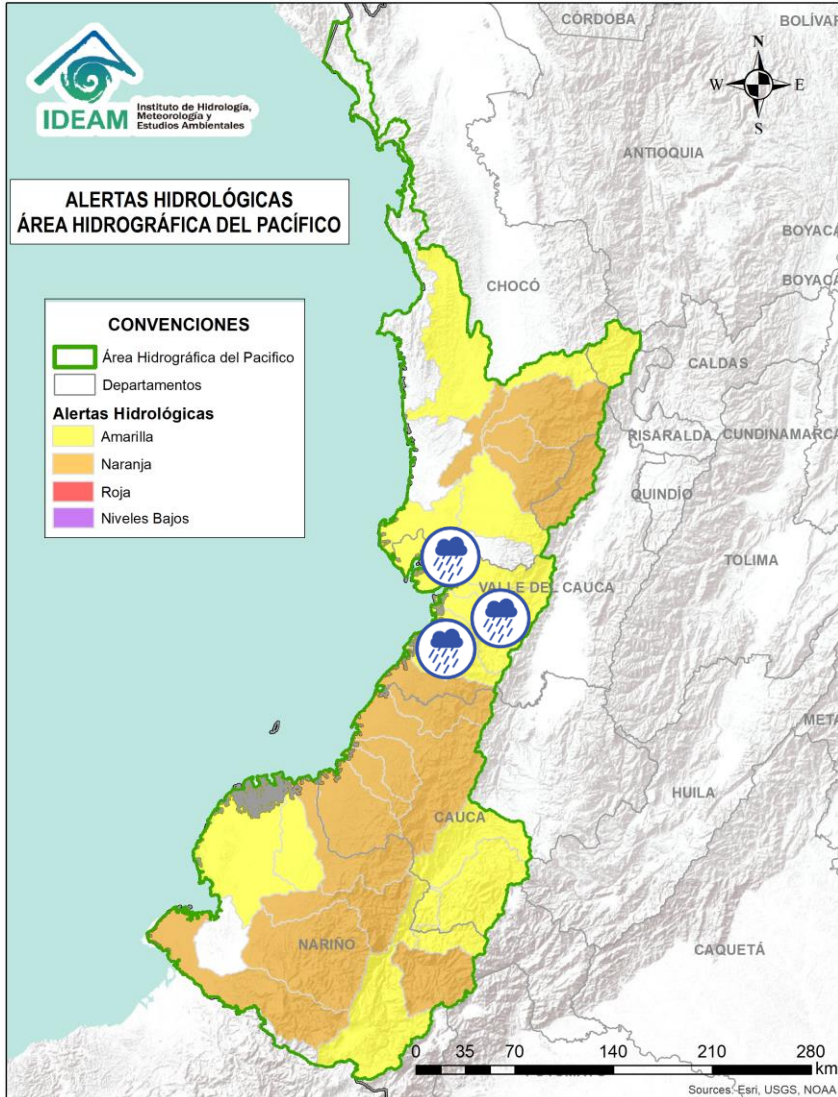 CÓRDOBA
BOLÍVAR
IDEAM
Instituto de Hidrología,
Meteorología y
Estudios Ambientales
N
W
E
S
ANTIOQUIA
ALERTAS HIDROLÓGICAS
ÁREA HIDROGRÁFICA DEL PACÍFICO
BOYACÁ
BOYACÁ
CHOCÓ
CONVENCIONES
Área Hidrográfica del Pacifico
Departamentos
Alertas Hidrológicas
Amarilla
Naranja
Roja
Niveles Bajos
CALDAS
RISARALDA
CUNDINAMARCA
QUINDÍO
TOLIMA
VALLE DEL CAUCA
META
HUILA
CAUCA
NARIÑO
CAQUETÁ
0 35 70 140 210 280
km
Sources: Esri, USGS, NOAA